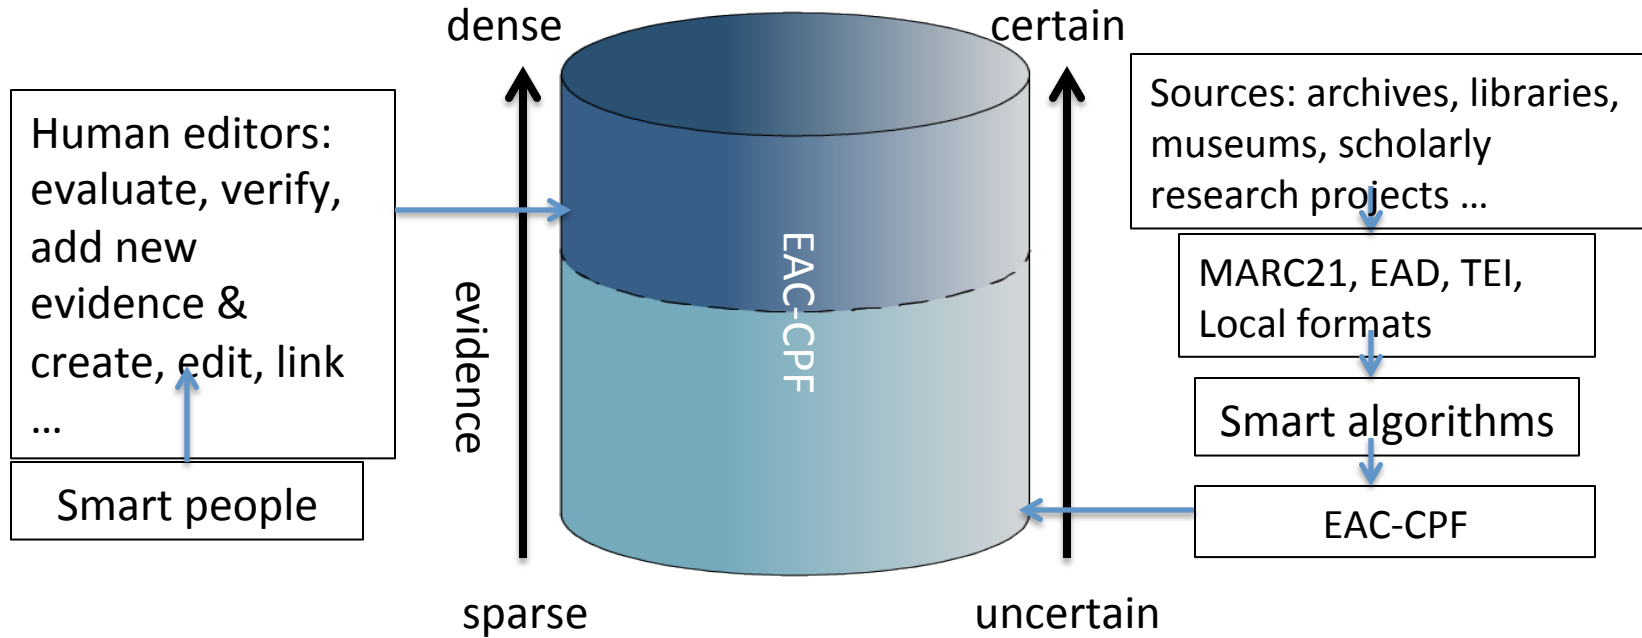 dense
certain
Human editors:
evaluate, verify,
add new
evidence &
create, edit, link
…
Smart people
evidence
EAC-CPF
Sources: archives, libraries,
museums, scholarly
research projects …
MARC21, EAD, TEI,
Local formats
Smart algorithms
EAC-CPF
sparse
uncertain